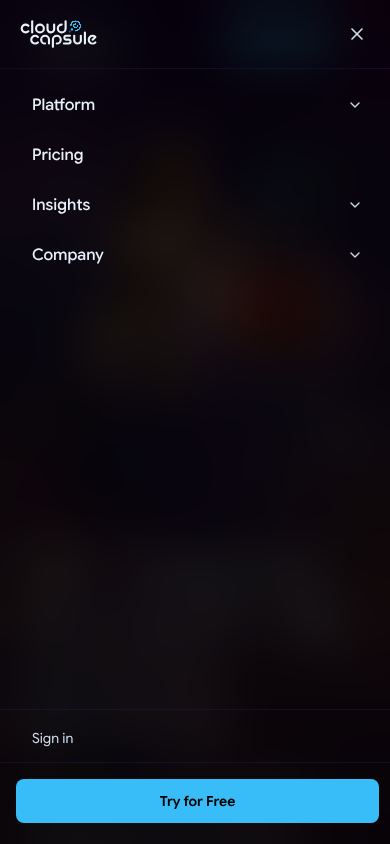 cloud
capsule
Platform
Pricing
Insights
Company
Sign in
Try for Free